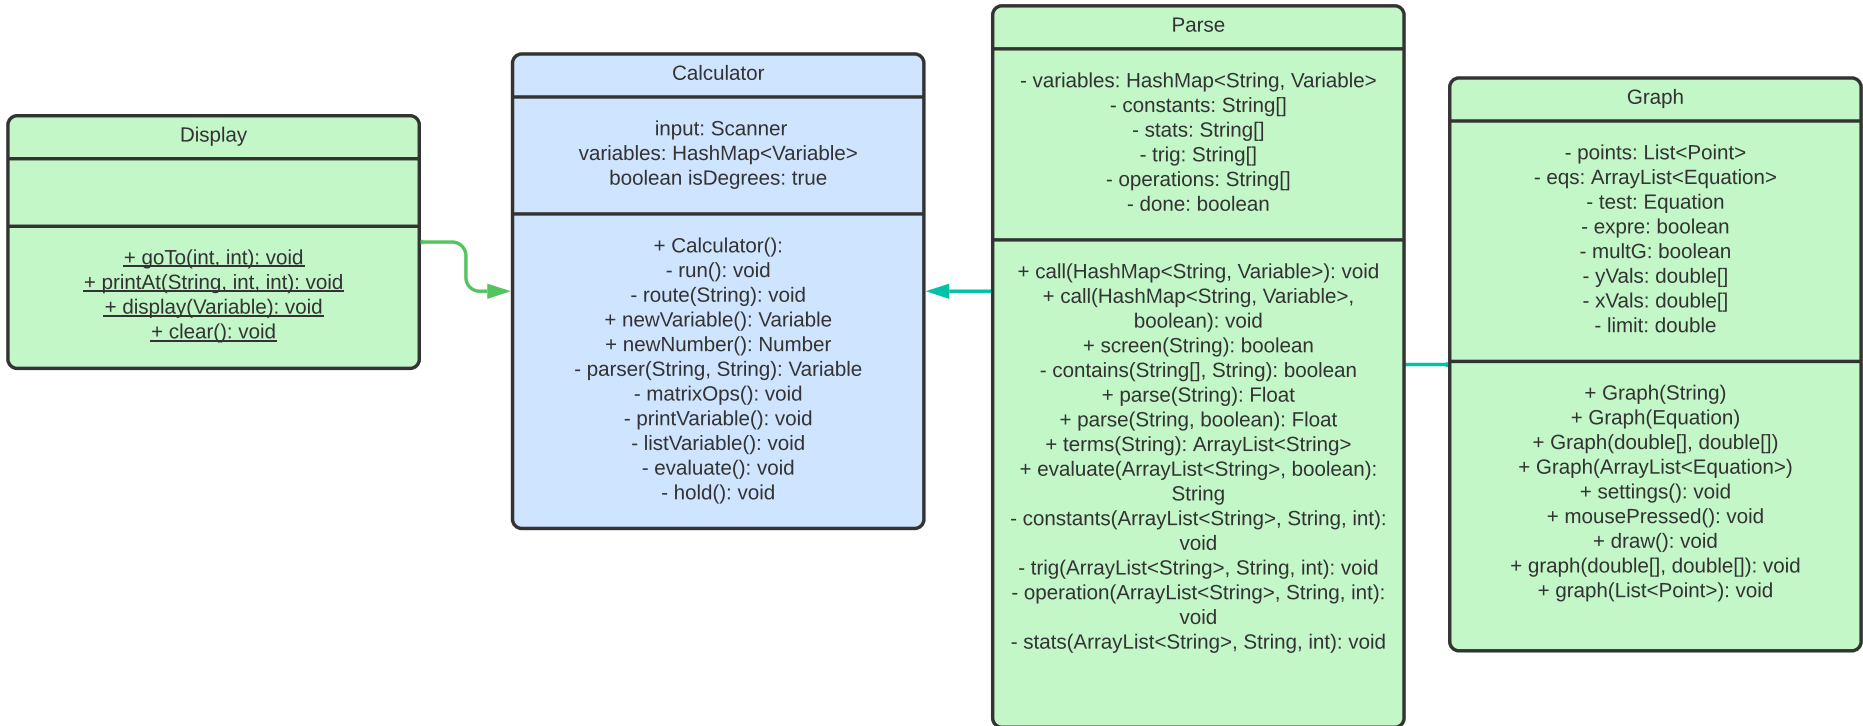 Display
+ goTo(int, int): void
+ printAt(String, int, int): void
+ display(Variable): void
+ clear(): void
Calculator
input: Scanner
variables: HashMap<Variable>
boolean isDegrees: true
+ Calculator():
- run(): void
- route(String): void
+ newVariable(): Variable
+ newNumber(): Number
- parser(String, String): Variable
- matrixOps(): void
- printVariable(): void
- listVariable(): void
- evaluate(): void
- hold(): void
Parse
- variables: HashMap<String, Variable>
- constants: String[]
- stats: String[]
- trig: String[]
- operations: String[]
- done: boolean
+ call(HashMap<String, Variable>): void
+ call(HashMap<String, Variable>,
boolean): void
+ screen(String): boolean
- contains(String[], String): boolean
+ parse(String): Float
+ parse(String, boolean): Float
+ terms(String): ArrayList<String>
+ evaluate(ArrayList<String>, boolean):
String
- constants(ArrayList<String>, String, int):
void
- trig(ArrayList<String>, String, int): void
- operation(ArrayList<String>, String, int):
void
- stats(ArrayList<String>, String, int): void
Graph
- points: List<Point>
- eqs: ArrayList<Equation>
- test: Equation
- expre: boolean
- multG: boolean
- yVals: double[]
- xVals: double[]
- limit: double
+ Graph(String)
+ Graph(Equation)
+ Graph(double[], double[])
+ Graph(ArrayList<Equation>)
+ settings(): void
+ mousePressed(): void
+ draw(): void
+ graph(double[], double[]): void
+ graph(List<Point>): void